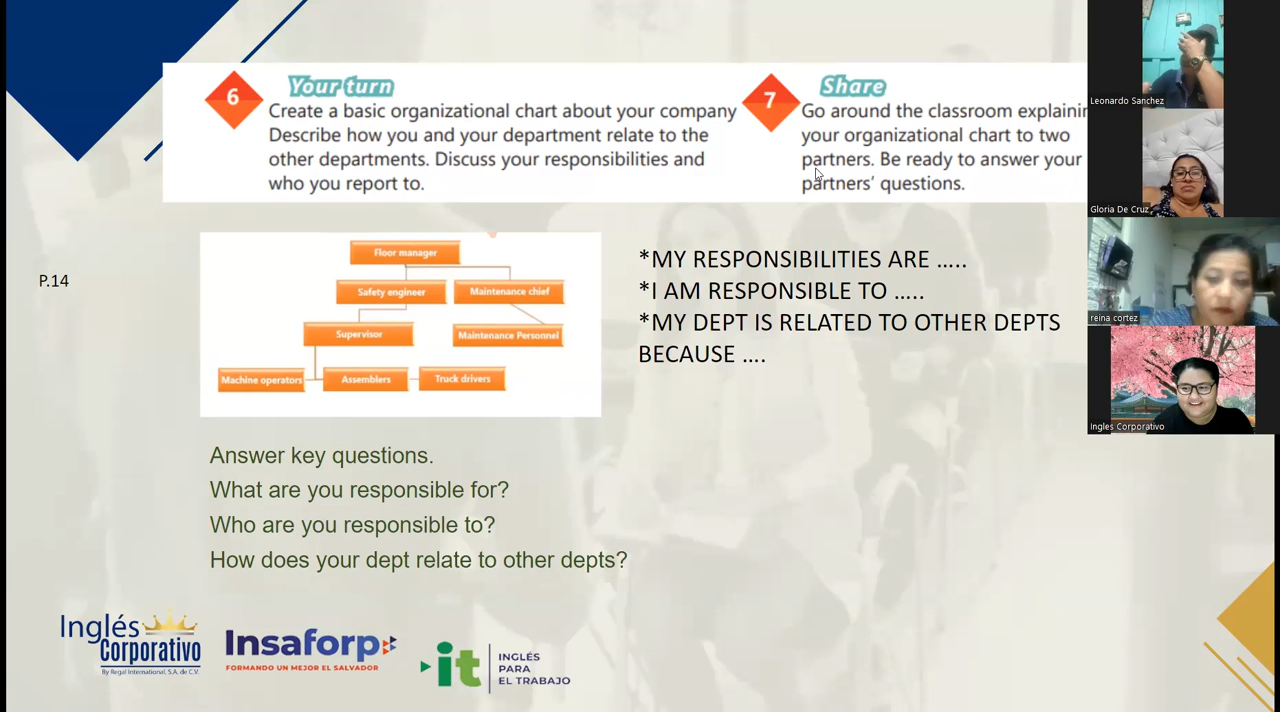 6
Your turn
Create a basic organizational chart about your company
Describe how you and your department relate to the
other departments. Discuss your responsibilities and
who you report to.
7
Share
Go around the classroom explainin
your organizational chart to two
partners. Be ready to answer your
partners' questions.
P.14
Floor manager
Safety engineer
Maintenance chief
Supervisor
Maintenance Personnel
Machine operators
Assemblers
Truck drivers
*MY RESPONSIBILITIES ARE .....
*I AM RESPONSIBLE TO .....
*MY DEPT IS RELATED TO OTHER DEPTS
BECAUSE ....
Answer key questions.
What are you responsible for?
Who are you responsible to?
How does your dept relate to other depts?
Inglés
Corporativo
By Regal International, S.A. de C.V.
Insaforp
FORMANDO UN MEJOR EL SALVADOR
it
INGLÉS
PARA
EL TRABAJO
Leonardo Sanchez
Gloria De Cruz
reina cortez
Ingles Corporativo